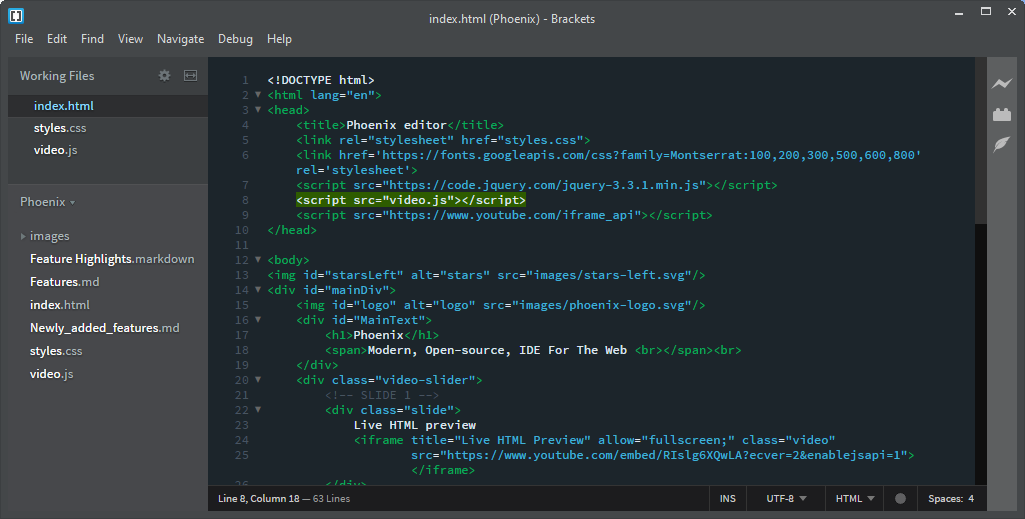 index.html (Phoenix) - Brackets
File Edit Find View Navigate Debug Help
Working Files
index.html
styles.css
video.js
Phoenix
images
Feature Highlights.markdown
Features.md
index.html
Newly_added_features.md
styles.css
video.js
1 <!DOCTYPE html>
2 <html lang="en">
3 <head>
4 <title>Phoenix editor</title>
5 <link rel="stylesheet" href="styles.css">
6 <link href='https://fonts.googleapis.com/css?family=Montserrat:100,200,300,500,600,800'
rel='stylesheet'>
7 <script src="https://code.jquery.com/jquery-3.3.1.min.js"></script>
8 <script src="video.js"></script>
9 <script src="https://www.youtube.com/iframe_api"></script>
10 </head>
11
12 <body>
13 <img id="starsLeft" alt="stars" src="images/stars-left.svg"/>
14 <div id="mainDiv">
15 <img id="logo" alt="logo" src="images/phoenix-logo.svg"/>
16 <div id="MainText">
17 <h1>Phoenix</h1>
18 <span>Modern, Open-source, IDE For The Web <br></span><br>
19 </div>
20 <div class="video-slider">
21 <!-- SLIDE 1 -->
22 <div class="slide">
23 Live HTML preview
24 <iframe title="Live HTML Preview" allow="fullscreen;" class="video"
25 src="https://www.youtube.com/embed/RIslg6XQwLA?ecver=2&enablejsapi=1">
</iframe>
26 </div>
Line 8, Column 18 — 63 Lines
INS UTF-8 HTML Spaces: 4